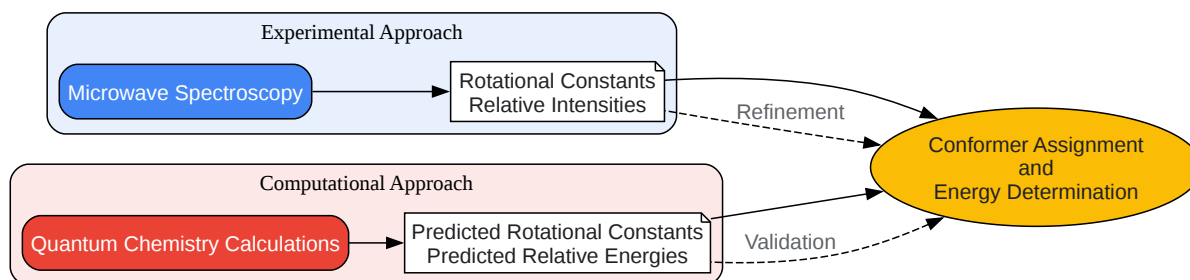 Experimental Approach
Microwave Spectroscopy
Rotational Constants
Relative Intensities
Refinement
Conformer Assignment
and
Energy Determination
Computational Approach
Quantum Chemistry Calculations
Predicted Rotational Constants
Predicted Relative Energies
Validation